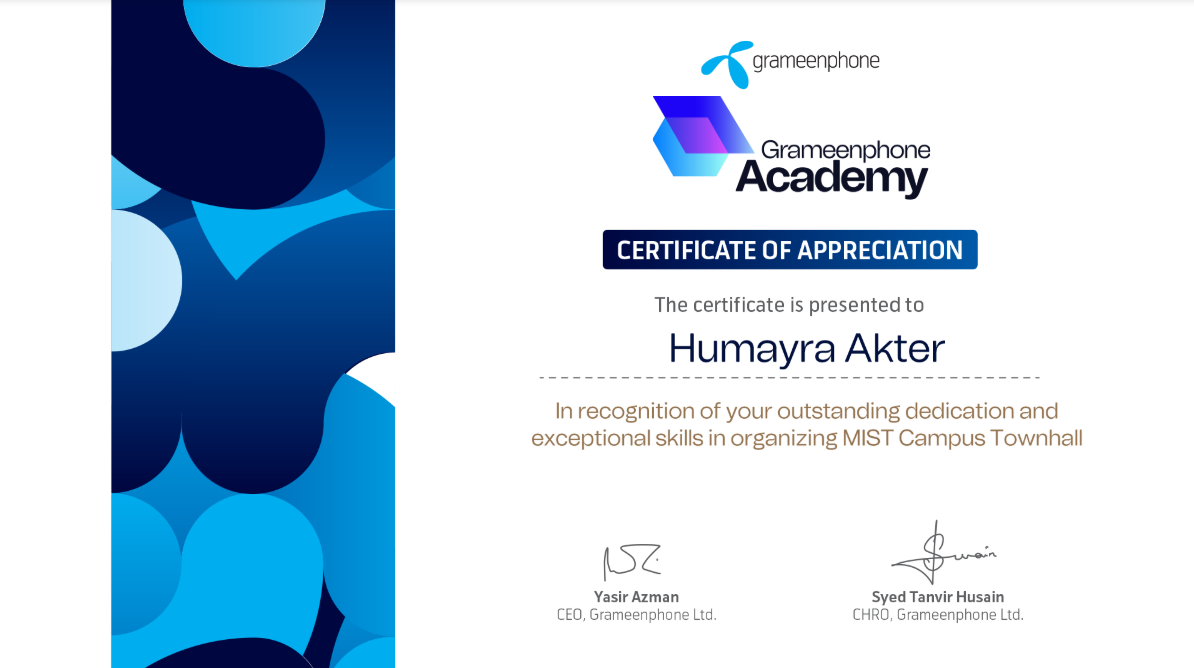 grameenphone
Grameenphone
Academy
CERTIFICATE OF APPRECIATION
The certificate is presented to
Humayra Akter
In recognition of your outstanding dedication and
exceptional skills in organizing MIST Campus Townhall
Yasir Azman
CEO, Grameenphone Ltd.
Syed Tanvir Husain
CHRO, Grameenphone Ltd.